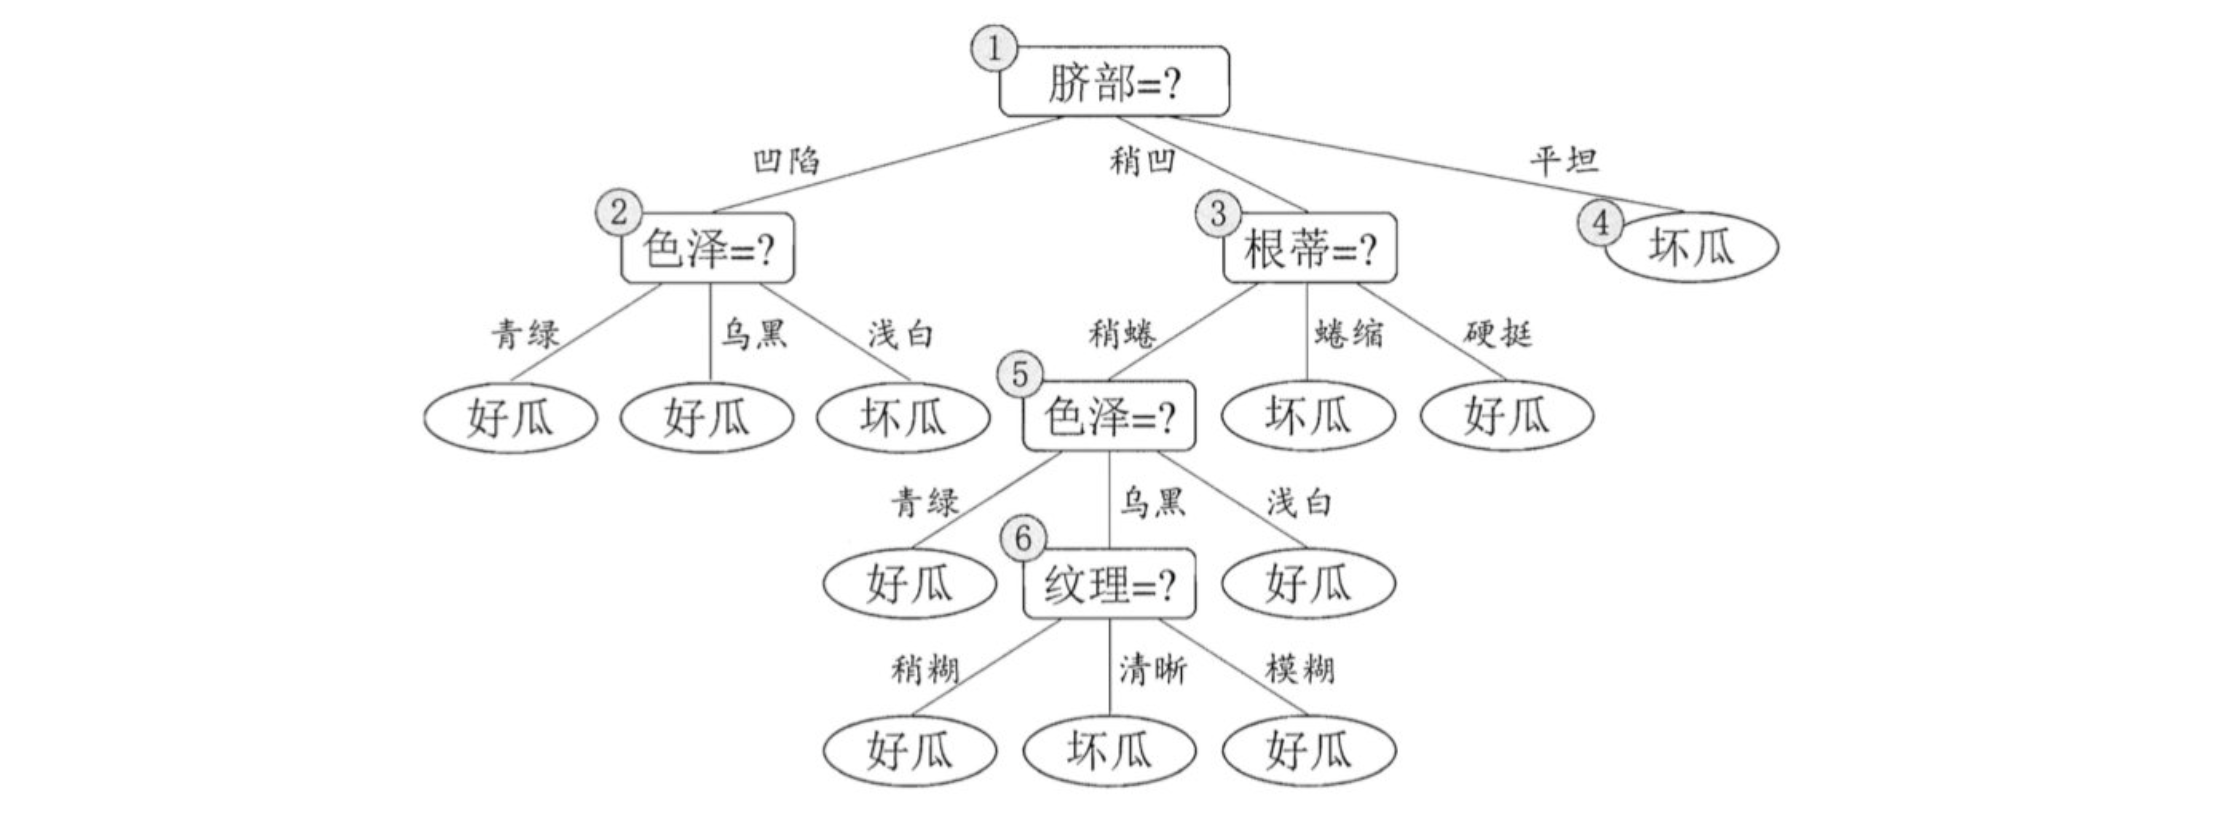 ①
脐部=?
凹陷 稍凹 平坦
② ③ ④
色泽=? 根蒂=? 坏瓜
青绿 乌黑 浅白 稍蜷 蜷缩 硬挺
⑤
好瓜 好瓜 坏瓜 色泽=? 坏瓜 好瓜
青绿 乌黑 浅白
⑥
好瓜 纹理=? 好瓜
稍糊 清晰 模糊
好瓜 坏瓜 好瓜